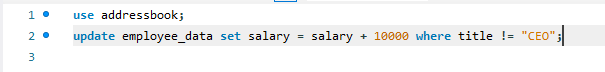 1 use addressbook;
2 update employee_data set salary = salary + 10000 where title != "CEO";
3